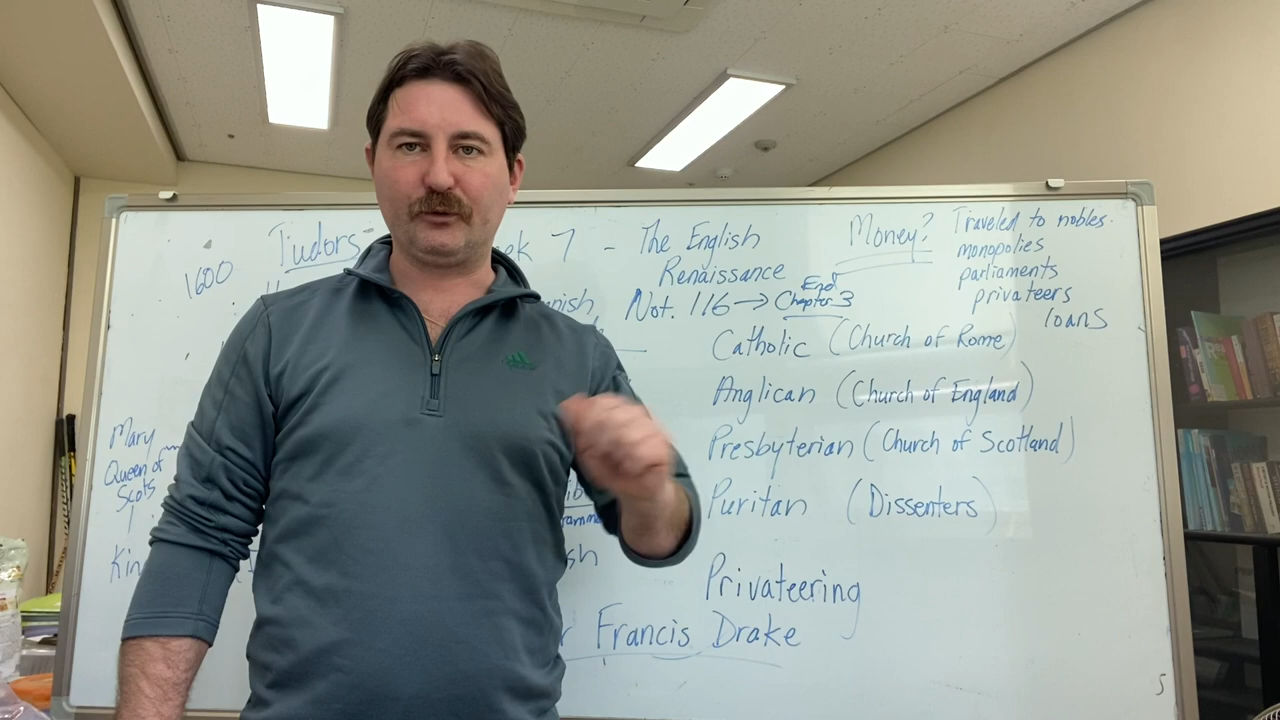 Tudors
1600
7 - The English
Renaissance
Not. 116 → End
Chapter 3
Money?
Traveled to nobles.
monopolies
parliaments
privateers
loans
Catholic (Church of Rome)
Anglican (Church of England)
Presbyterian (Church of Scotland)
Puritan (Dissenters)
Privateering
Francis Drake
Mary
Queen of
Scots